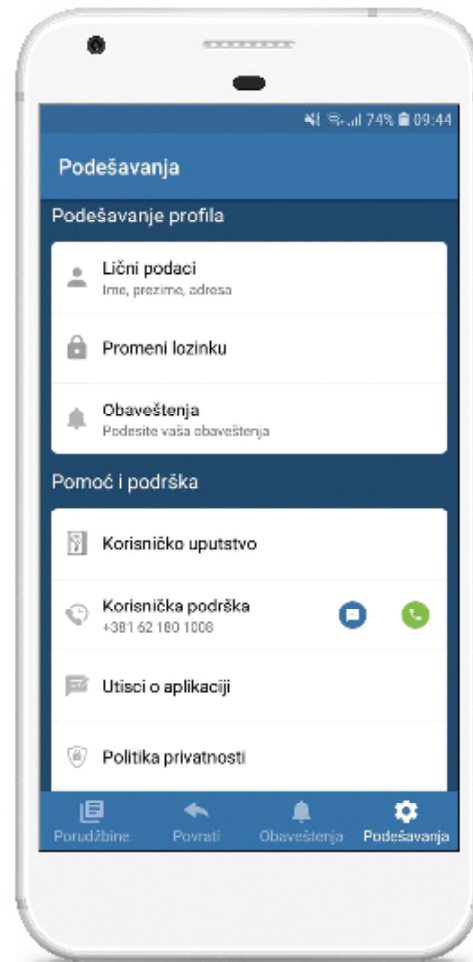 74% 09:44
Podešavanja
Podešavanje profila
Lični podaci
Ime, prezime, adresa
Promeni lozinku
Obaveštenja
Podesite vaša obaveštenja
Pomoć i podrška
Korisničko uputstvo
Korisnička podrška
+381 62 180 1008
Utisci o aplikaciji
Politika privatnosti
Porudžbine Povrati Obaveštenja Podešavanja